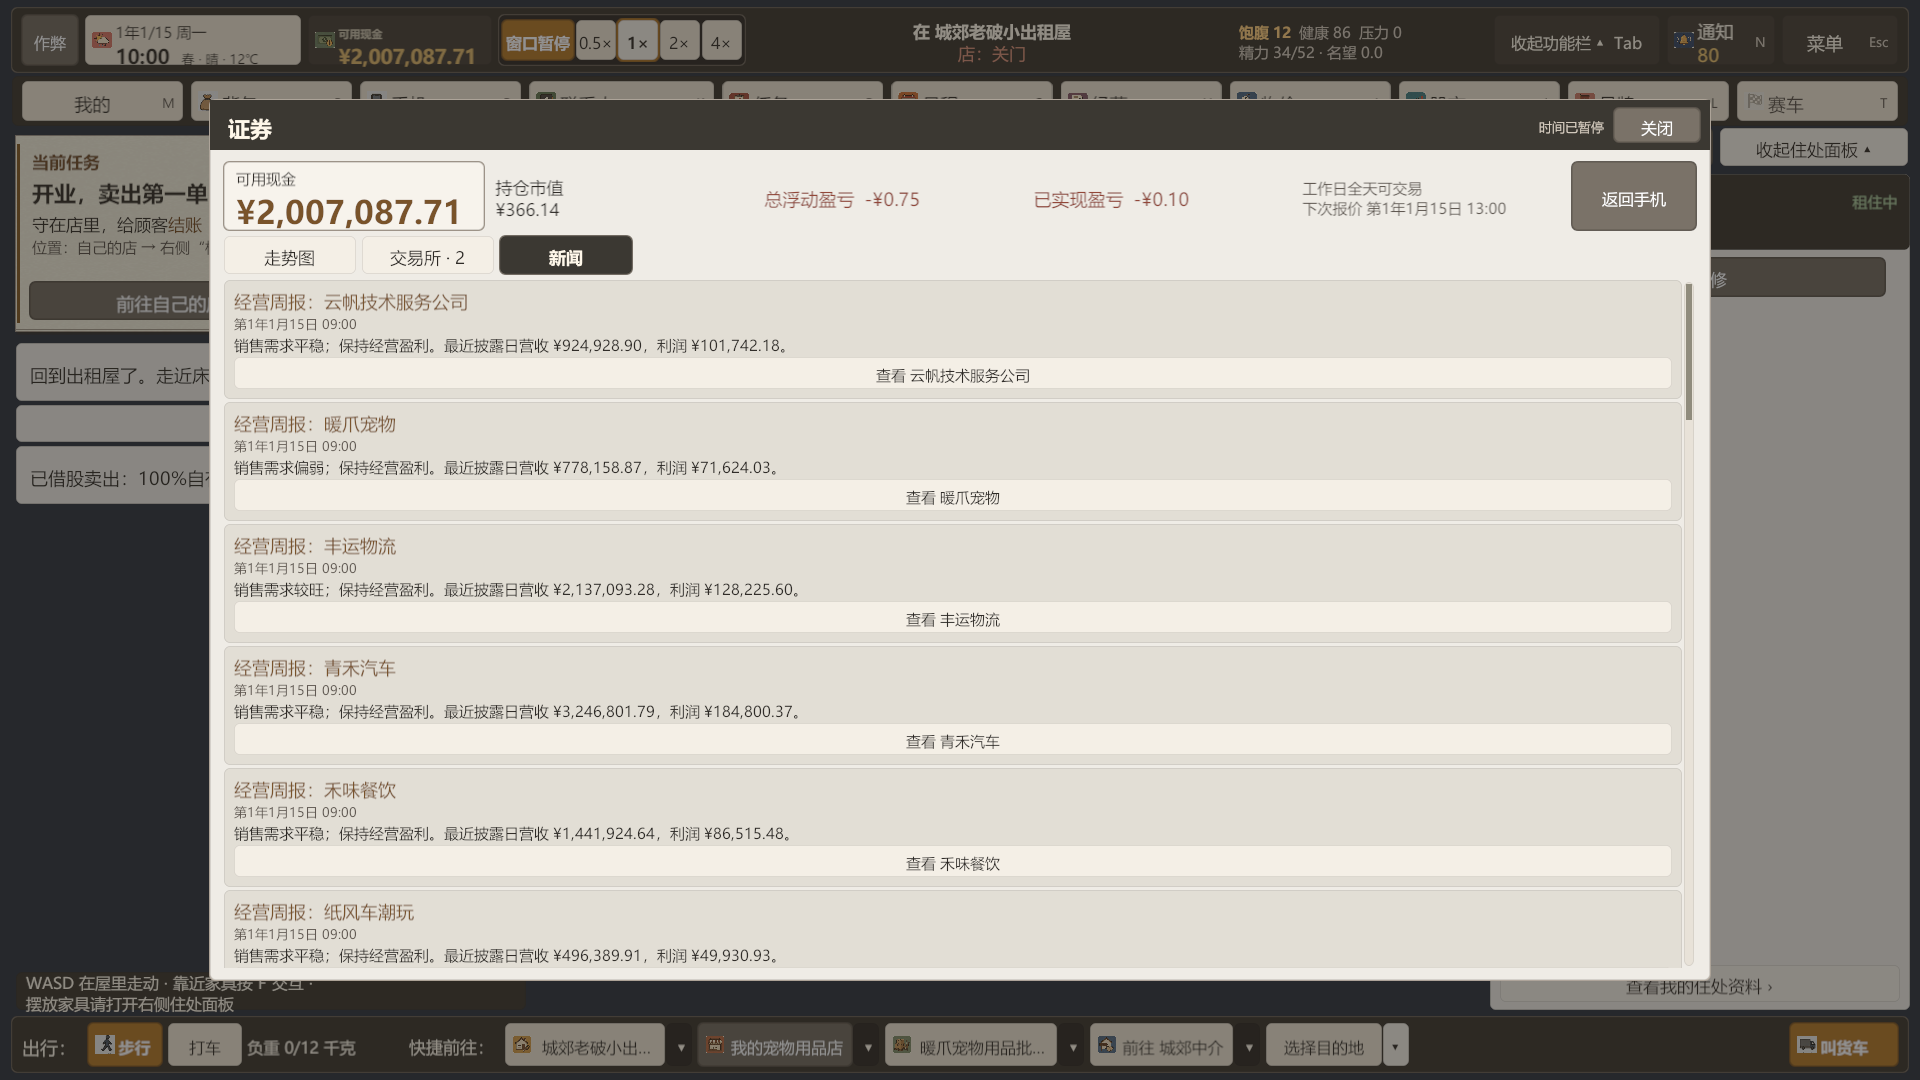 作弊
1年1/15 周一
10:00 春 · 晴 · 12℃
可用现金
¥2,007,087.71
窗口暂停
0.5×
1×
2×
4×
在 城郊老破小出租屋
店：关门
饱腹 12 健康 86 压力 0
精力 34/52 · 名望 0.0
收起功能栏 ▴ Tab
通知
80
N
菜单 Esc
我的 M
赛车 T
当前任务
开业，卖出第一单
守在店里，给顾客结账
位置：自己的店 → 右侧
前往自己的
回到出租屋了。走近床
已借股卖出：100%自
收起住处面板 ▴
租住中
修
证券
时间已暂停
关闭
可用现金
¥2,007,087.71
持仓市值
¥366.14
总浮动盈亏 -¥0.75
已实现盈亏 -¥0.10
工作日全天可交易
下次报价 第1年1月15日 13:00
返回手机
走势图
交易所 · 2
新闻
经营周报：云帆技术服务公司
第1年1月15日 09:00
销售需求平稳；保持经营盈利。最近披露日营收 ¥924,928.90，利润 ¥101,742.18。
查看 云帆技术服务公司
经营周报：暖爪宠物
第1年1月15日 09:00
销售需求偏弱；保持经营盈利。最近披露日营收 ¥778,158.87，利润 ¥71,624.03。
查看 暖爪宠物
经营周报：丰运物流
第1年1月15日 09:00
销售需求较旺；保持经营盈利。最近披露日营收 ¥2,137,093.28，利润 ¥128,225.60。
查看 丰运物流
经营周报：青禾汽车
第1年1月15日 09:00
销售需求平稳；保持经营盈利。最近披露日营收 ¥3,246,801.79，利润 ¥184,800.37。
查看 青禾汽车
经营周报：禾味餐饮
第1年1月15日 09:00
销售需求平稳；保持经营盈利。最近披露日营收 ¥1,441,924.64，利润 ¥86,515.48。
查看 禾味餐饮
经营周报：纸风车潮玩
第1年1月15日 09:00
销售需求平稳；保持经营盈利。最近披露日营收 ¥496,389.91，利润 ¥49,930.93。
WASD 在屋里走动 · 靠近家具按 F 交互 ·
摆放家具请打开右侧住处面板
查看我的住处资料 ›
出行：
步行
打车
负重 0/12 千克
快捷前往：
城郊老破小出... ▾
我的宠物用品店 ▾
暖爪宠物用品批... ▾
前往 城郊中介 ▾
选择目的地 ▾
叫货车